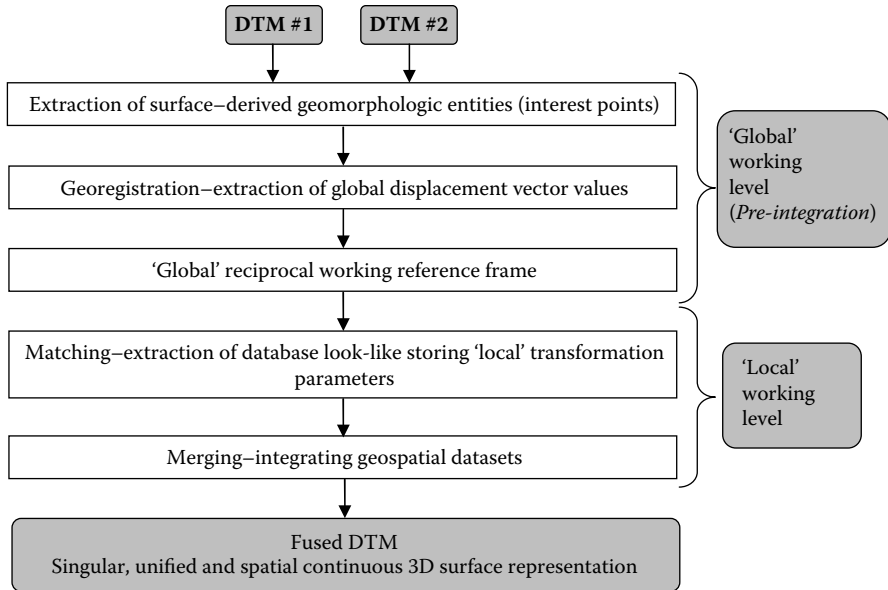 DTM #1
DTM #2
Extraction of surface–derived geomorphologic entities (interest points)
Georegistration–extraction of global displacement vector values
‘Global’ reciprocal working reference frame
Matching–extraction of database look-like storing ‘local’ transformation
parameters
Merging–integrating geospatial datasets
Fused DTM
Singular, unified and spatial continuous 3D surface representation
‘Global’
working
level
(Pre-integration)
‘Local’
working
level